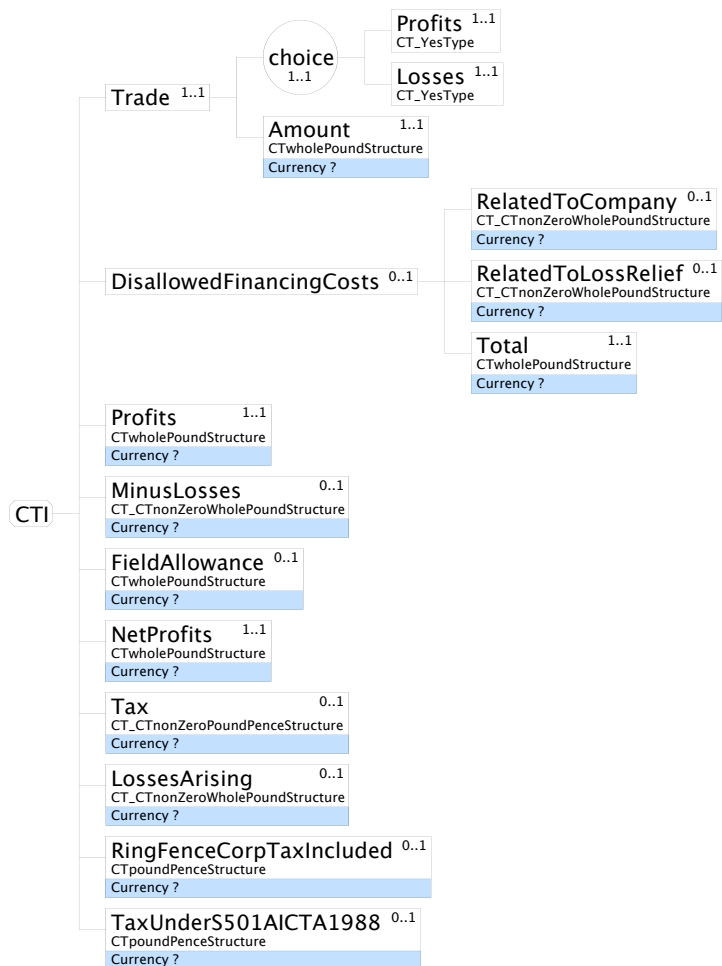 Profits 1..1
CT_YesType
choice
1..1
Losses 1..1
CT_YesType
Trade 1..1
Amount 1..1
CTwholePoundStructure
Currency ?
RelatedToCompany 0..1
CT_CTnonZeroWholePoundStructure
Currency ?
DisallowedFinancingCosts 0..1
RelatedToLossRelief 0..1
CT_CTnonZeroWholePoundStructure
Currency ?
Total 1..1
CTwholePoundStructure
Currency ?
Profits 1..1
CTwholePoundStructure
Currency ?
CTI
MinusLosses 0..1
CT_CTnonZeroWholePoundStructure
Currency ?
FieldAllowance 0..1
CTwholePoundStructure
Currency ?
NetProfits 1..1
CTwholePoundStructure
Currency ?
Tax 0..1
CT_CTnonZeroPoundPenceStructure
Currency ?
LossesArising 0..1
CT_CTnonZeroWholePoundStructure
Currency ?
RingFenceCorpTaxIncluded 0..1
CTpoundPenceStructure
Currency ?
TaxUnderS501AICTA1988 0..1
CTpoundPenceStructure
Currency ?